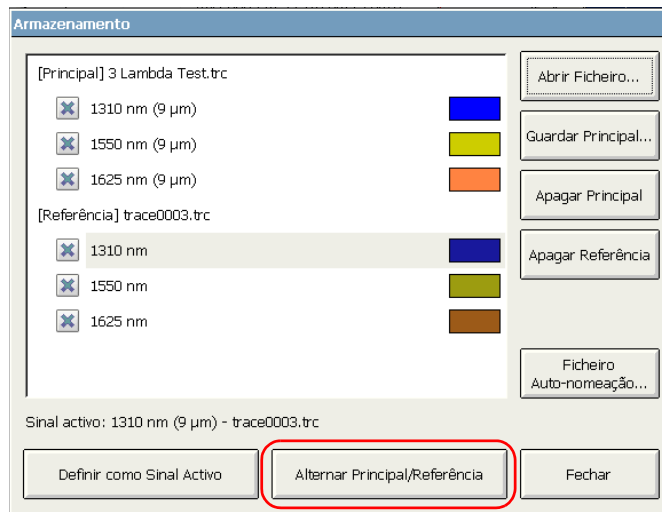 Armazenamento
[Principal] 3 Lambda Test.trc
1310 nm (9 µm)
1550 nm (9 µm)
1625 nm (9 µm)
[Referência] trace0003.trc
1310 nm
1550 nm
1625 nm
Abrir Ficheiro...
Guardar Principal...
Apagar Principal
Apagar Referência
Ficheiro
Auto-nomeação...
Sinal activo: 1310 nm (9 µm) - trace0003.trc
Definir como Sinal Activo
Alternar Principal/Referência
Fechar